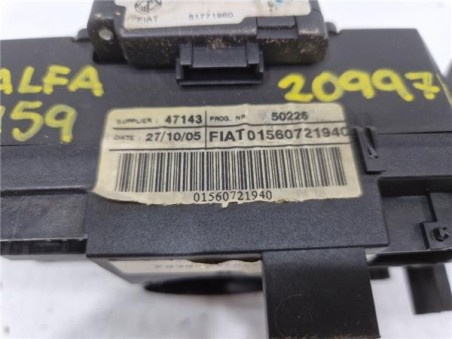 FIAT 51771980
ALFA
159
20997
SUPPLIER : 47143 PROG. N° 50226
DATE : 27/10/05 FIAT 01560721940
01560721940